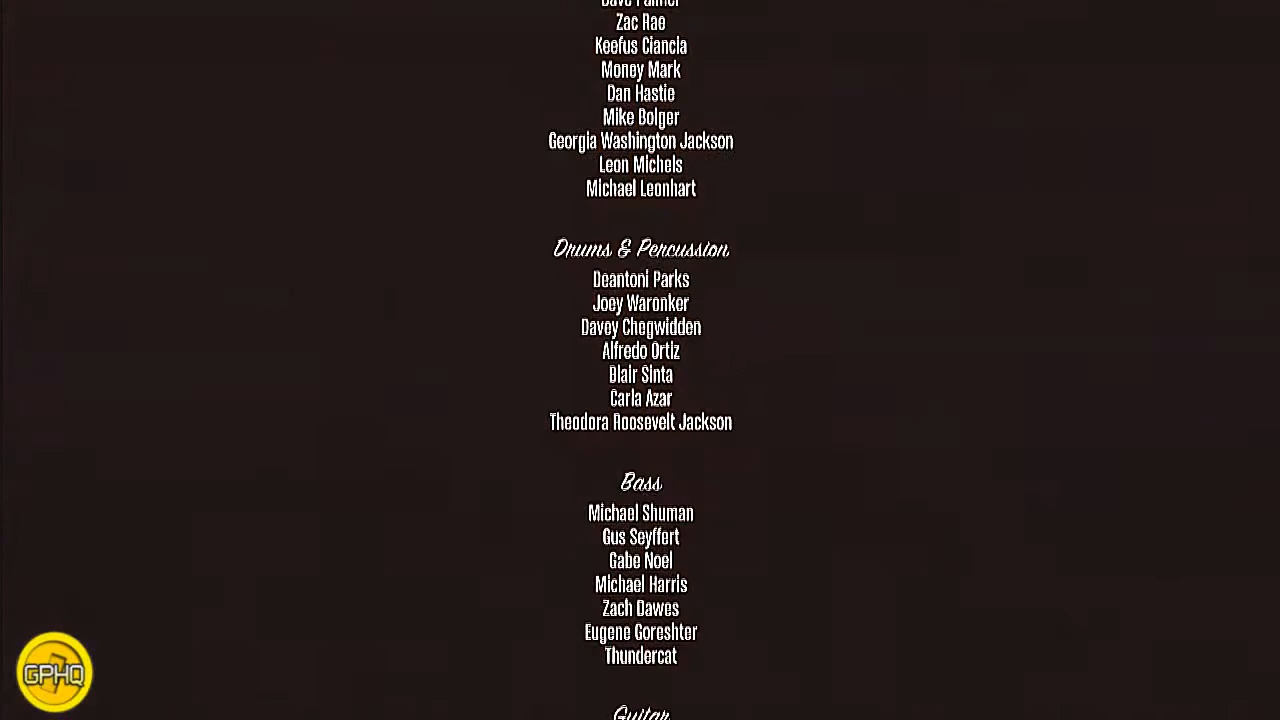 Dave Palmer
Zac Rae
Keefus Ciancia
Money Mark
Dan Hastie
Mike Bolger
Georgia Washington Jackson
Leon Michels
Michael Leonhart
Drums & Percussion
Deantoni Parks
Joey Waronker
Davey Chegwidden
Alfredo Ortiz
Blair Sinta
Carla Azar
Theodora Roosevelt Jackson
Bass
Michael Shuman
Gus Seyffert
Gabe Noel
Michael Harris
Zach Dawes
Eugene Goreshter
Thundercat
Guitar
GPHQ